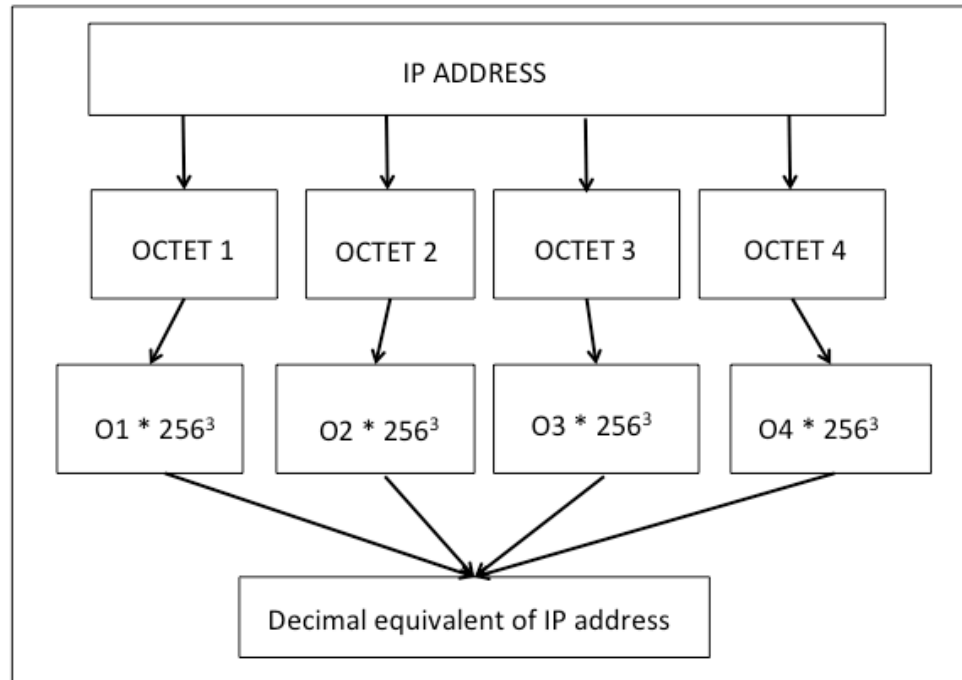 IP ADDRESS
OCTET 1
OCTET 2
OCTET 3
OCTET 4
O1 * 256³
O2 * 256³
O3 * 256³
O4 * 256³
Decimal equivalent of IP address